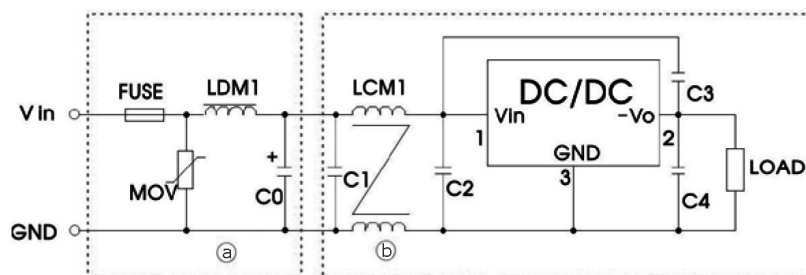 FUSE
LDM1
LCM1
DC/DC
C3
Vin
Vin
-Vo
1
2
GND
3
MOV
+
C0
C1
C2
C4
LOAD
GND
ⓐ
ⓑ